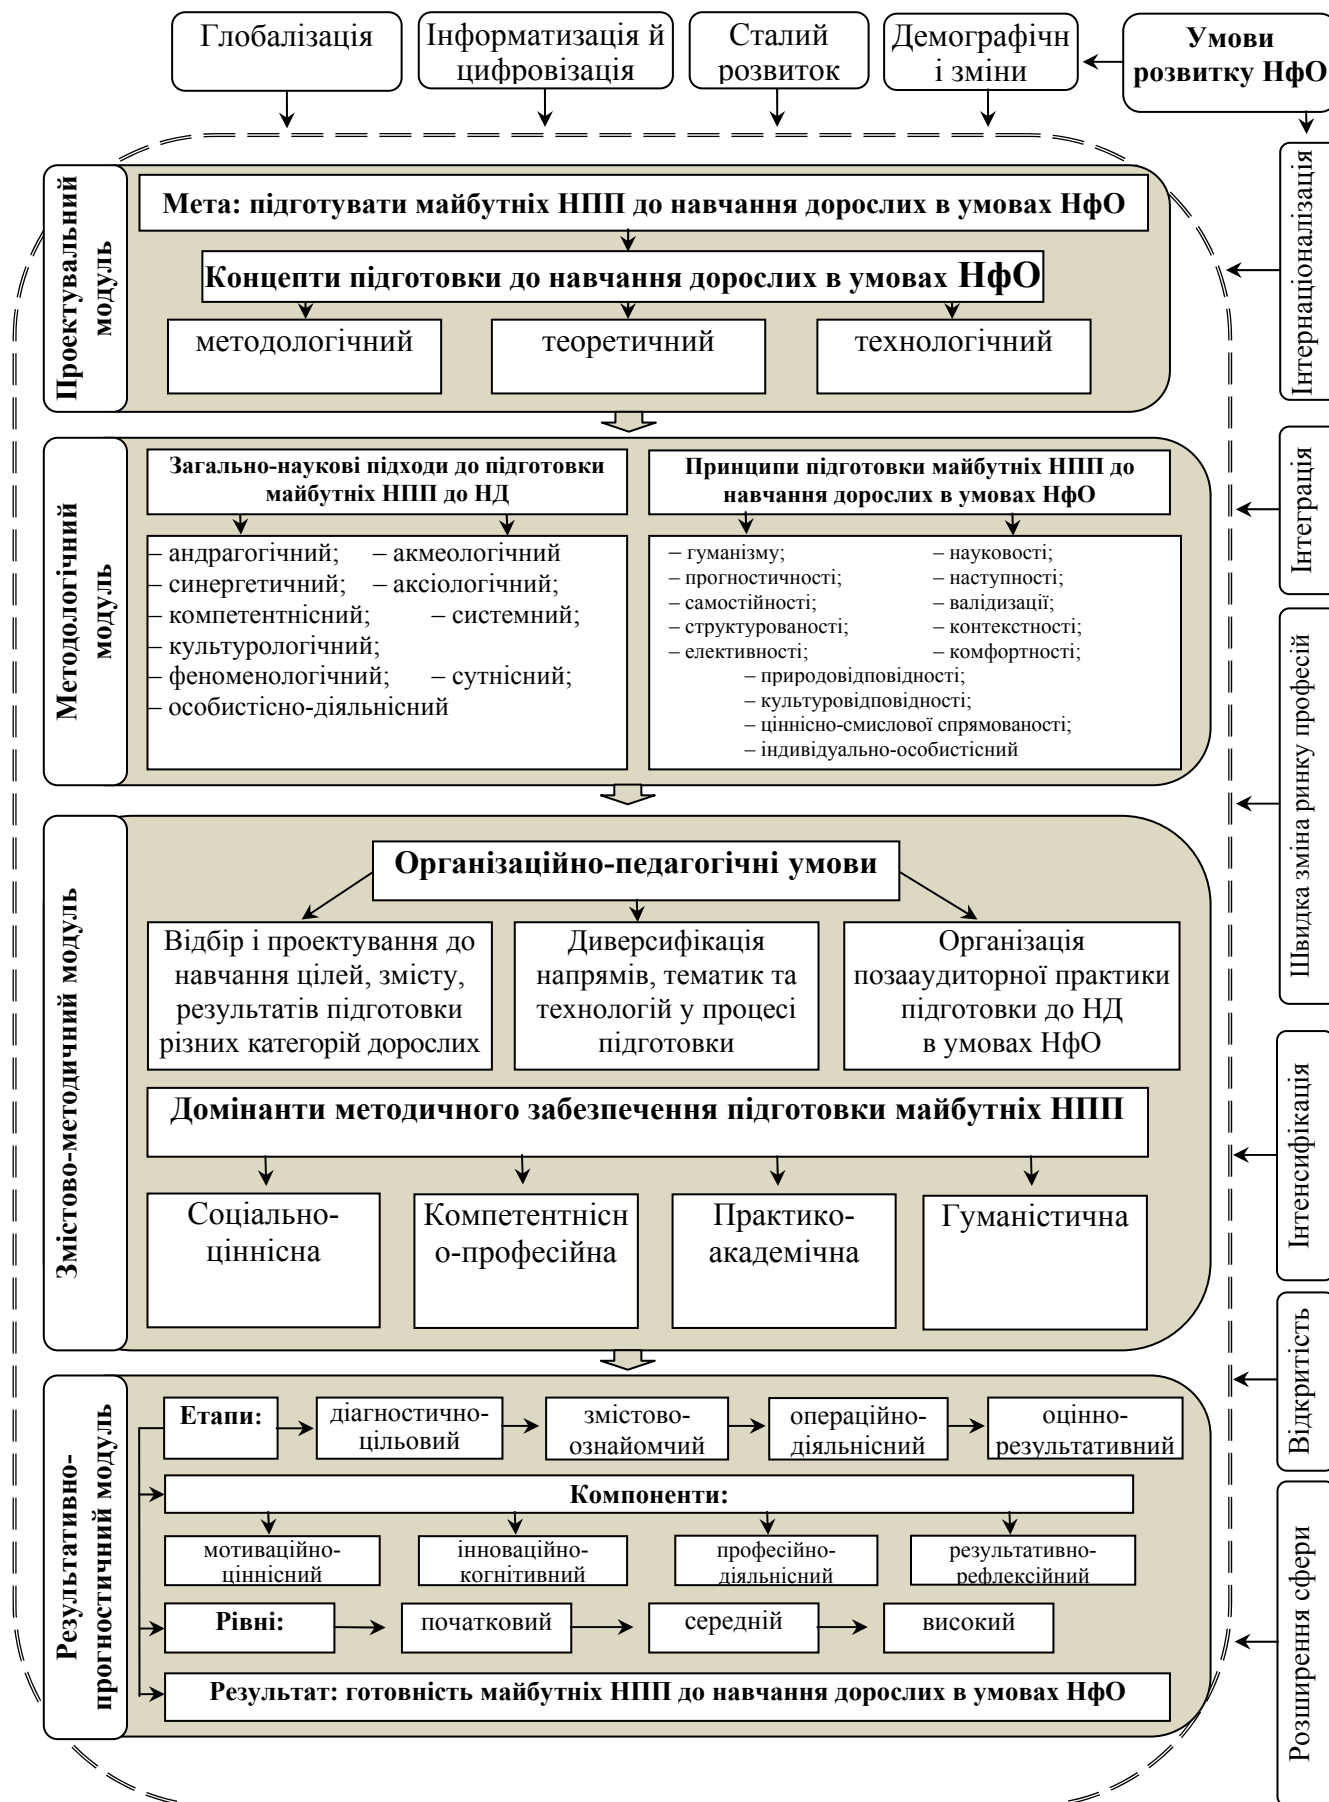 Глобалізація
Інформатизація й
цифровізація
Сталий
розвиток
Демографічн
і зміни
Умови
розвитку НфО
Інтернаціоналізація
Інтеграція
Швидка зміна ринку професій
Інтенсифікація
Відкритість
Розширення сфери
Проектувальний
модуль
Мета: підготувати майбутніх НПП до навчання дорослих в умовах НфО
Концепти підготовки до навчання дорослих в умовах НфО
методологічний
теоретичний
технологічний
Методологічний
модуль
Загально-наукові підходи до підготовки
майбутніх НПП до НД
– андрагогічний; – акмеологічний
– синергетичний; – аксіологічний;
– компетентнісний; – системний;
– культурологічний;
– феноменологічний; – сутнісний;
– особистісно-діяльнісний
Принципи підготовки майбутніх НПП до
навчання дорослих в умовах НфО
– гуманізму; – науковості;
– прогностичності; – наступності;
– самостійності; – валідизації;
– структурованості; – контекстності;
– елективності; – комфортності;
– природовідповідності;
– культуровідповідності;
– ціннісно-смислової спрямованості;
– індивідуально-особистісний
Змістово-методичний модуль
Організаційно-педагогічні умови
Відбір і проектування до
навчання цілей, змісту,
результатів підготовки
різних категорій дорослих
Диверсифікація
напрямів, тематик та
технологій у процесі
підготовки
Організація
позааудиторної практики
підготовки до НД
в умовах НфО
Домінанти методичного забезпечення підготовки майбутніх НПП
Соціально-
ціннісна
Компетентнісн
о-професійна
Практико-
академічна
Гуманістична
Результативно-
прогностичний модуль
Етапи:
діагностично-
цільовий
змістово-
ознайомчий
операційно-
діяльнісний
оцінно-
результативний
Компоненти:
мотиваційно-
ціннісний
інноваційно-
когнітивний
професійно-
діяльнісний
результативно-
рефлексійний
Рівні:
початковий
середній
високий
Результат: готовність майбутніх НПП до навчання дорослих в умовах НфО